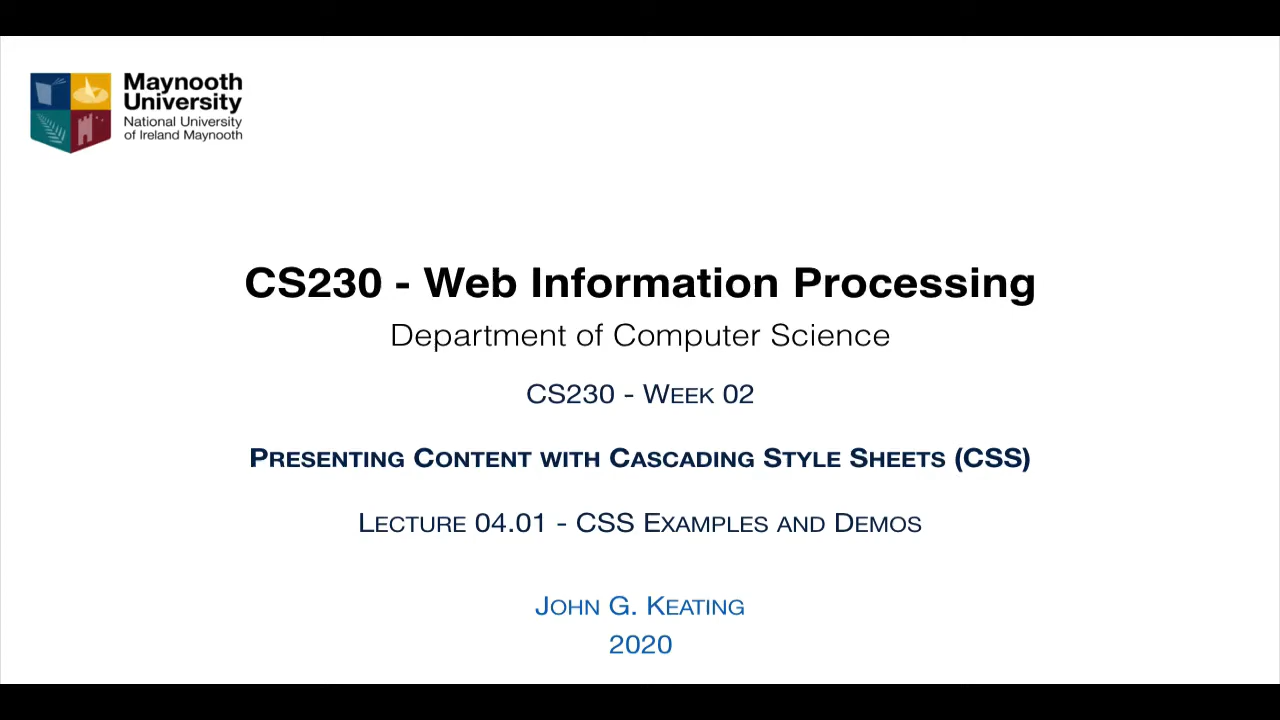 Maynooth
University
National University
of Ireland Maynooth
CS230 - Web Information Processing
Department of Computer Science
CS230 - WEEK 02
PRESENTING CONTENT WITH CASCADING STYLE SHEETS (CSS)
LECTURE 04.01 - CSS EXAMPLES AND DEMOS
JOHN G. KEATING
2020